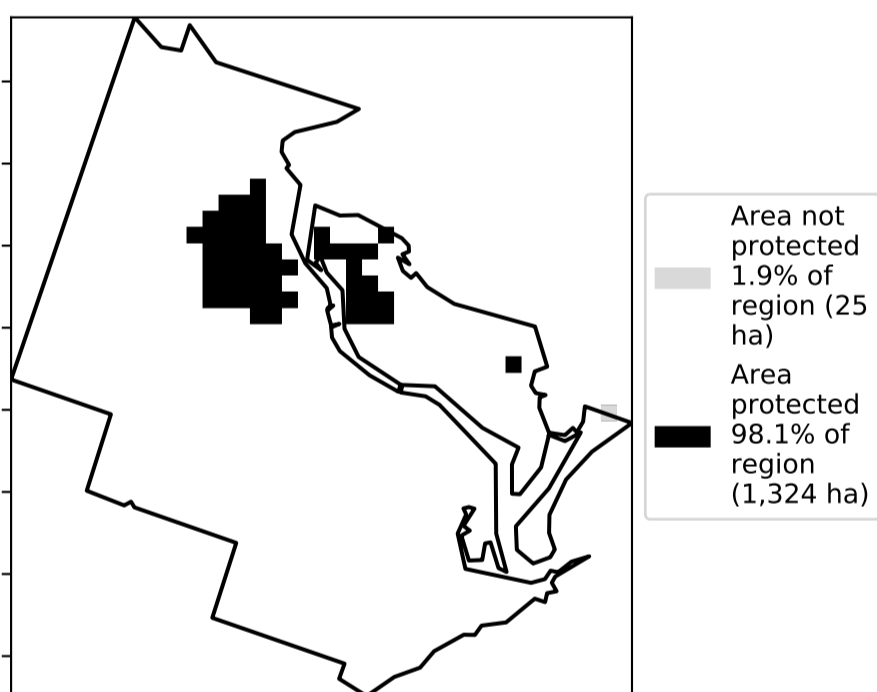 Area not
protected
1.9% of
region (25
ha)
Area
protected
98.1% of
region
(1,324 ha)